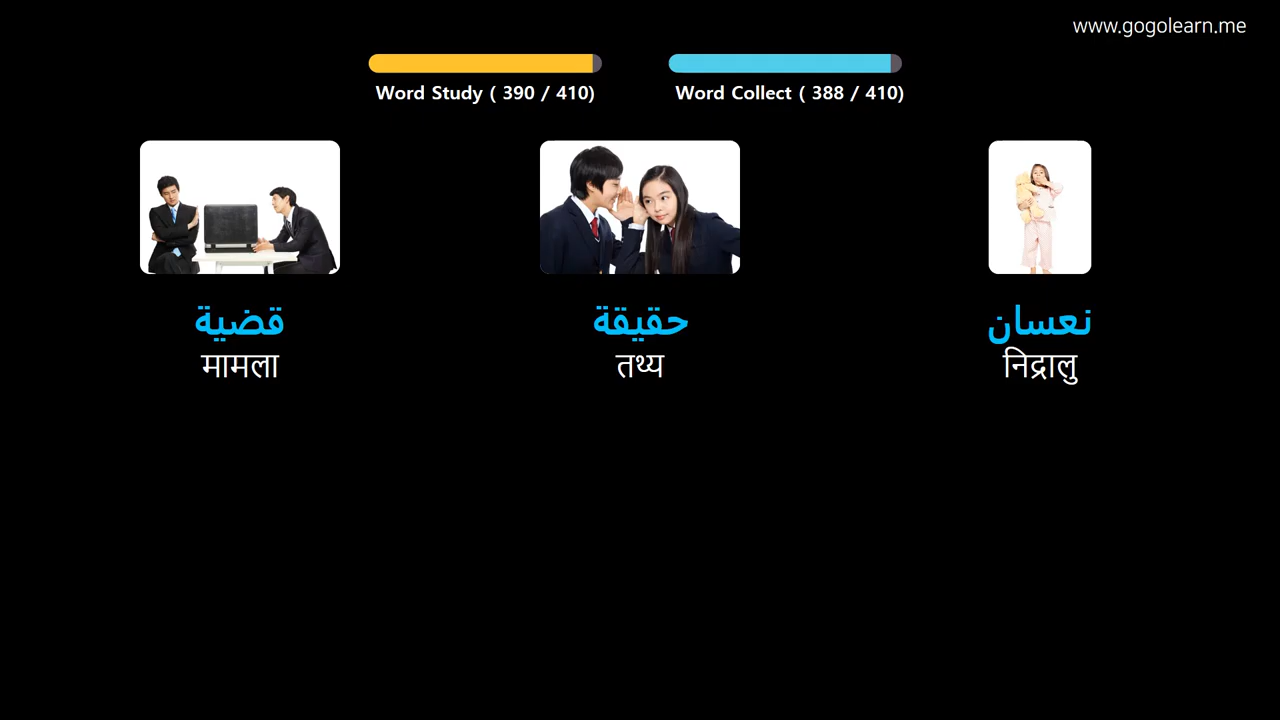 www.gogolearn.me
Word Study ( 390 / 410)
Word Collect ( 388 / 410)
قضية
मामला
حقيقة
तथ्य
نعسان
निद्रालु